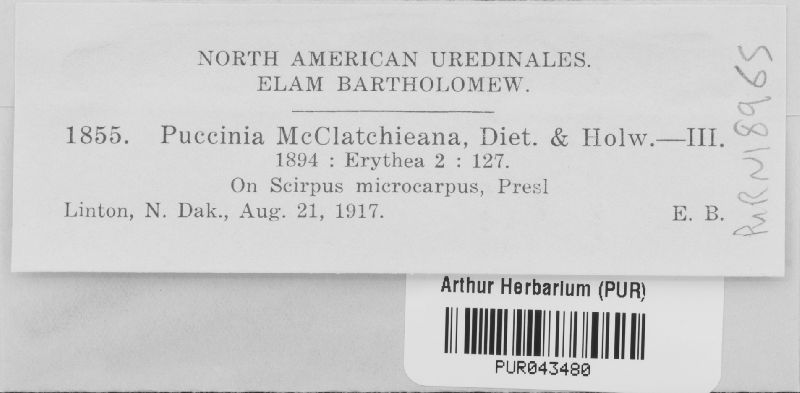 NORTH AMERICAN UREDINALES.
ELAM BARTHOLOMEW.
1855. Puccinia McClatchieana, Diet. & Holw.—III.
1894 : Erythea 2 : 127.
On Scirpus microcarpus, Presl
Linton, N. Dak., Aug. 21, 1917. E. B.
PURN18965
Arthur Herbarium (PUR)
PUR043480